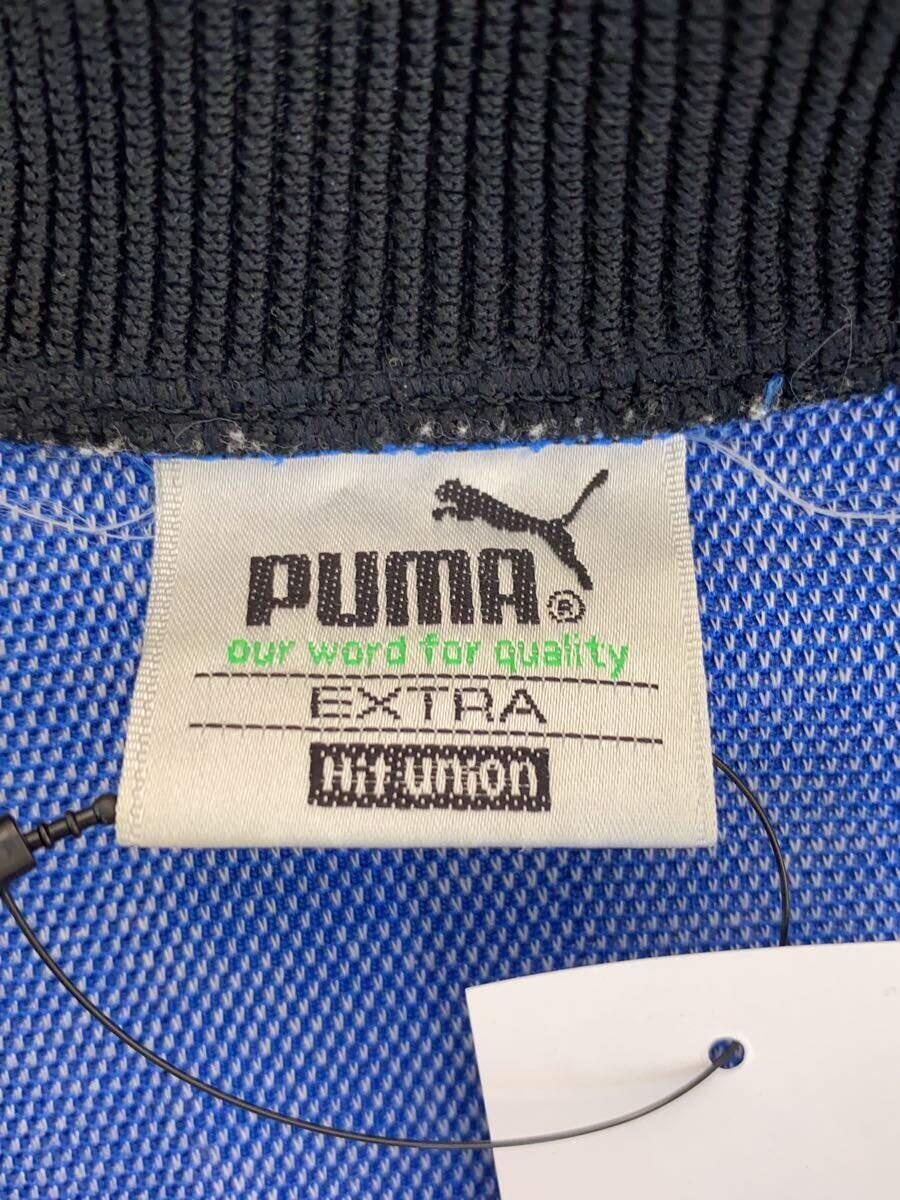 PUMA®
our word for quality
EXTRA
Hit union